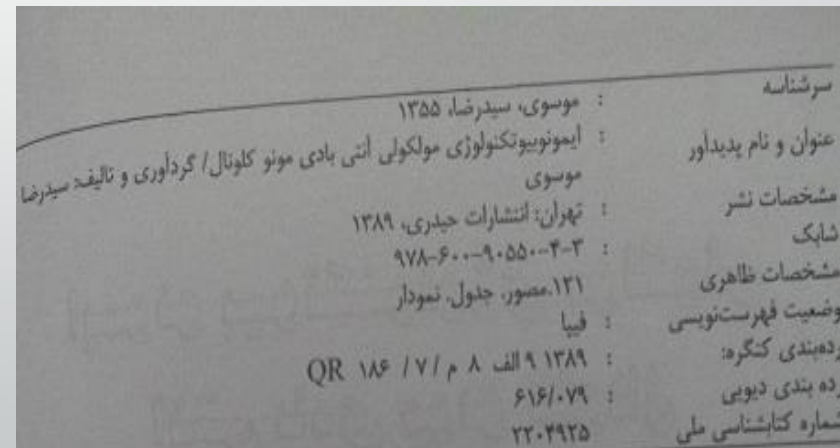 سرشناسه : موسوی، سیدرضا، ۱۳۵۵
عنوان و نام پدیدآور : ایمونوبیوتکنولوژی مولکولی آنتی بادی مونو کلونال/ گردآوری و تالیف: سیدرضا
موسوی
مشخصات نشر : تهران: انتشارات حیدری، ۱۳۸۹
شابک : ۹۷۸-۶۰۰-۹۰۵۵۰-۴-۳
مشخصات ظاهری : ۱۲۱.مصور، جدول، نمودار
وضعیت فهرست‌نویسی : فیپا
رده‌بندی کنگره: : ۱۳۸۹ ۹ الف ۸ م / ۷ / ۱۸۶ QR
رده بندی دیویی : ۶۱۶/۰۷۹
شماره کتابشناسی ملی ۲۲۰۴۹۲۵